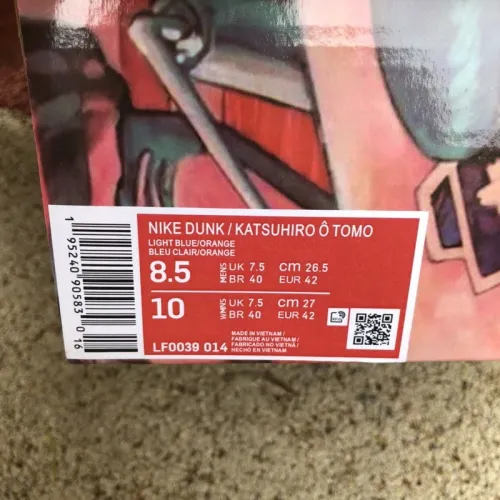 NIKE DUNK / KATSUHIRO Ô TOMO
LIGHT BLUE/ORANGE
BLEU CLAIR/ORANGE
8.5 MENS UK 7.5 cm 26.5
BR 40 EUR 42
10 WMNS UK 7.5 cm 27
BR 40 EUR 42
LF0039 014
MADE IN VIETNAM /
FABRIQUE AU VIETNAM /
FABRICADO NO VIETNÃ /
HECHO EN VIETNAM
1 95240 90583 0 16